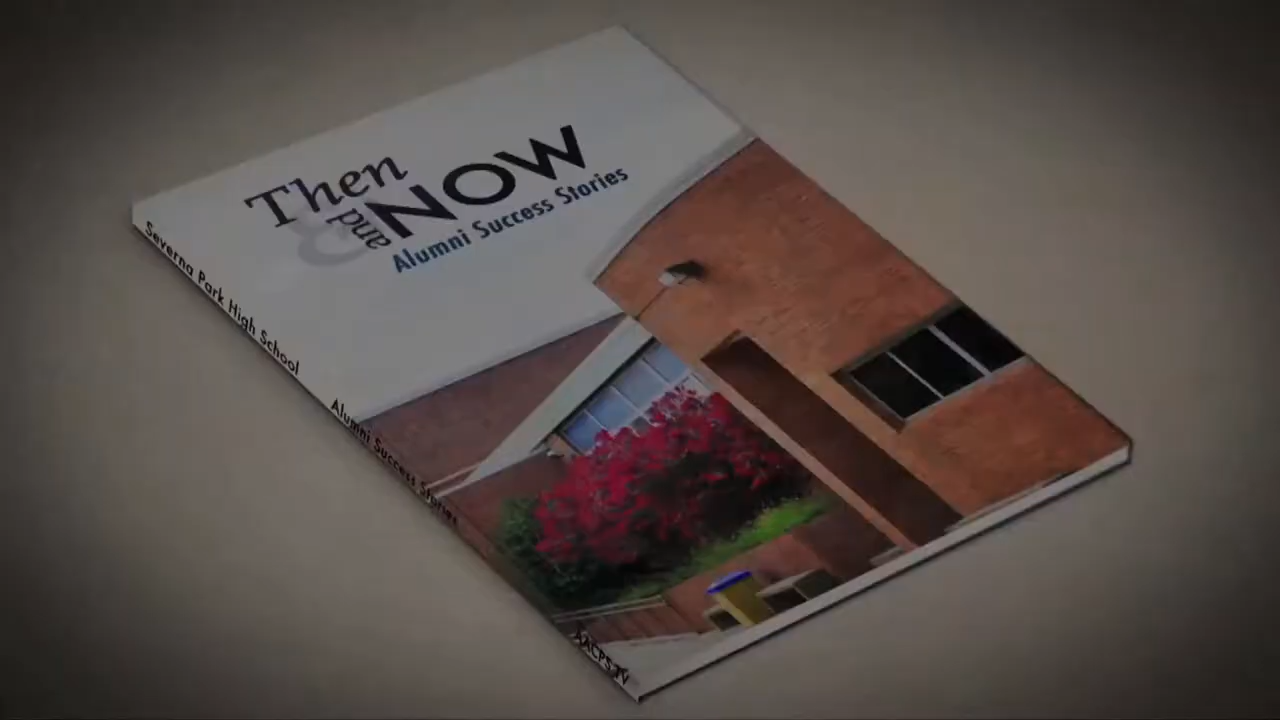 Then
and
&
NOW
Alumni Success Stories
Severna Park High School
Alumni Success Stories
AACPS TV